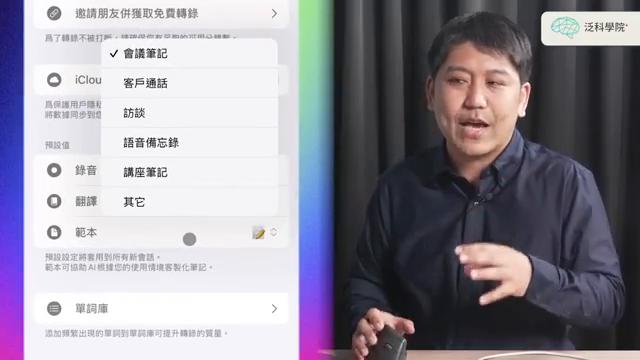 邀請朋友併獲取免費轉錄
會議筆記
iClou
客戶通話
訪談
語音備忘錄
預設值
講座筆記
錄音
其它
翻譯
範本
預設設定將套用到所有新會話。
範本可協助AI根據您的使用情境客製化筆記。
單詞庫
添加頻繁出現的單詞到單詞庫可提升轉錄的質量。
泛科學院